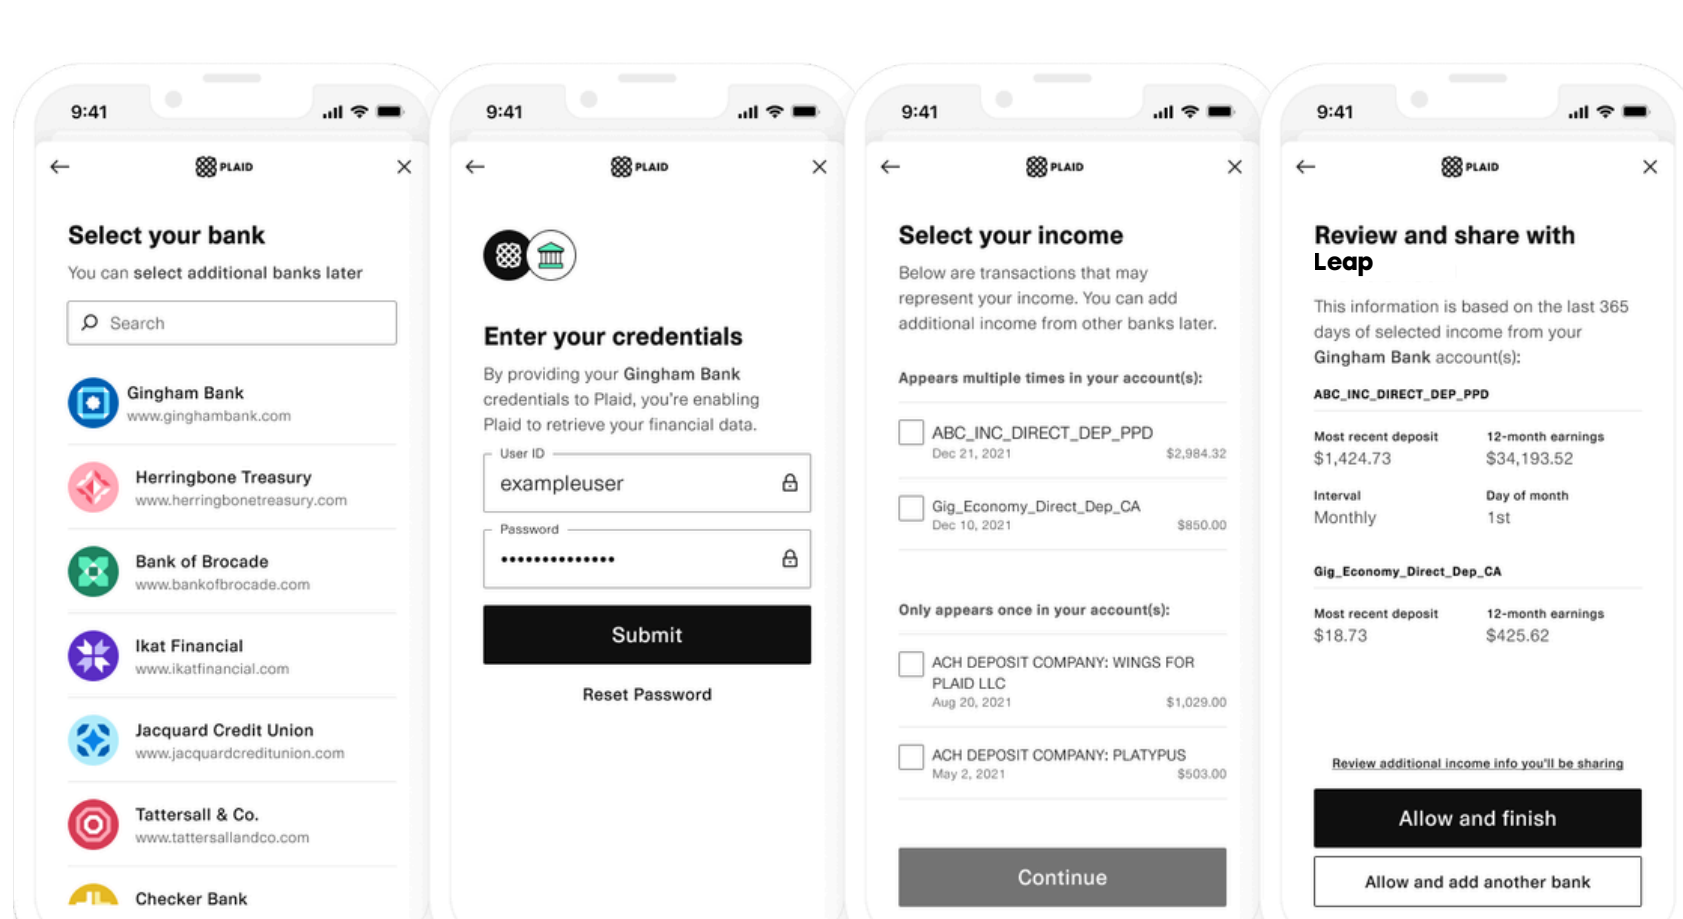 9:41
PLAID
Select your bank
You can select additional banks later
Search
Gingham Bank
www.ginghambank.com
Herringbone Treasury
www.herringbonetreasury.com
Bank of Brocade
www.bankofbrocade.com
Ikat Financial
www.ikatfinancial.com
Jacquard Credit Union
www.jacquardcreditunion.com
Tattersall & Co.
www.tattersallandco.com
Checker Bank
9:41
PLAID
Enter your credentials
By providing your Gingham Bank
credentials to Plaid, you're enabling
Plaid to retrieve your financial data.
User ID
exampleuser
Password
••••••••••••••
Submit
Reset Password
9:41
PLAID
Select your income
Below are transactions that may
represent your income. You can add
additional income from other banks later.
Appears multiple times in your account(s):
ABC_INC_DIRECT_DEP_PPD
Dec 21, 2021 $2,984.32
Gig_Economy_Direct_Dep_CA
Dec 10, 2021 $850.00
Only appears once in your account(s):
ACH DEPOSIT COMPANY: WINGS FOR
PLAID LLC
Aug 20, 2021 $1,029.00
ACH DEPOSIT COMPANY: PLATYPUS
May 2, 2021 $503.00
Continue
9:41
PLAID
Review and share with
Leap
This information is based on the last 365
days of selected income from your
Gingham Bank account(s):
ABC_INC_DIRECT_DEP_PPD
Most recent deposit 12-month earnings
$1,424.73 $34,193.52
Interval Day of month
Monthly 1st
Gig_Economy_Direct_Dep_CA
Most recent deposit 12-month earnings
$18.73 $425.62
Review additional income info you'll be sharing
Allow and finish
Allow and add another bank